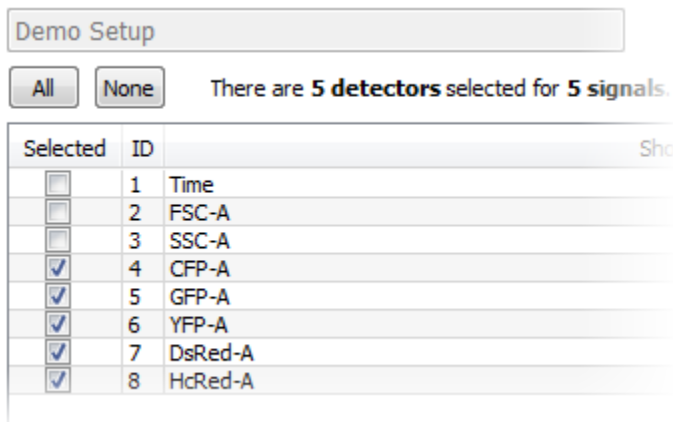 Demo Setup
All None There are 5 detectors selected for 5 signals.
Selected ID
1 Time
2 FSC-A
3 SSC-A
4 CFP-A
5 GFP-A
6 YFP-A
7 DsRed-A
8 HcRed-A